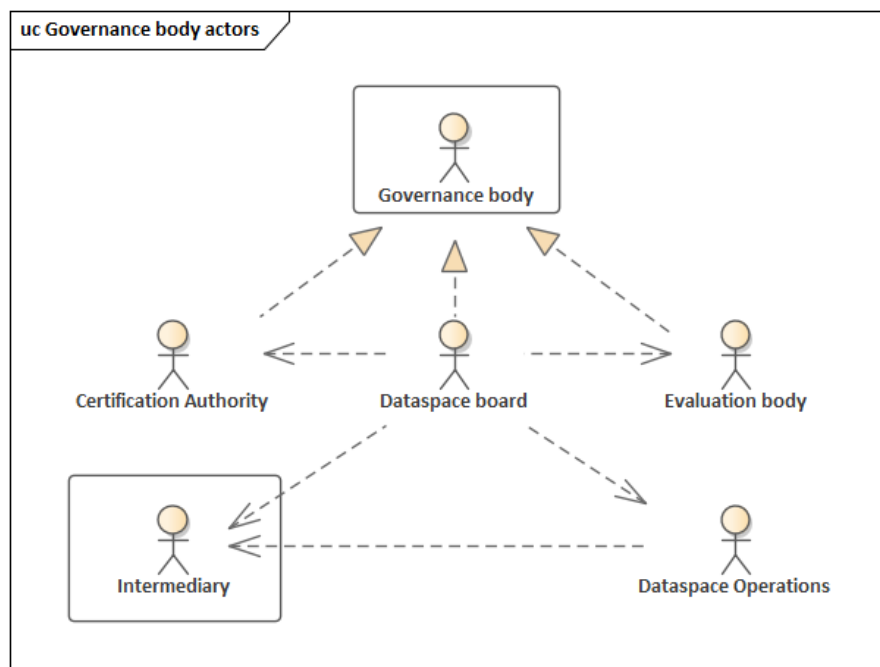 uc Governance body actors
Governance body
Certification Authority
Dataspace board
Evaluation body
Intermediary
Dataspace Operations